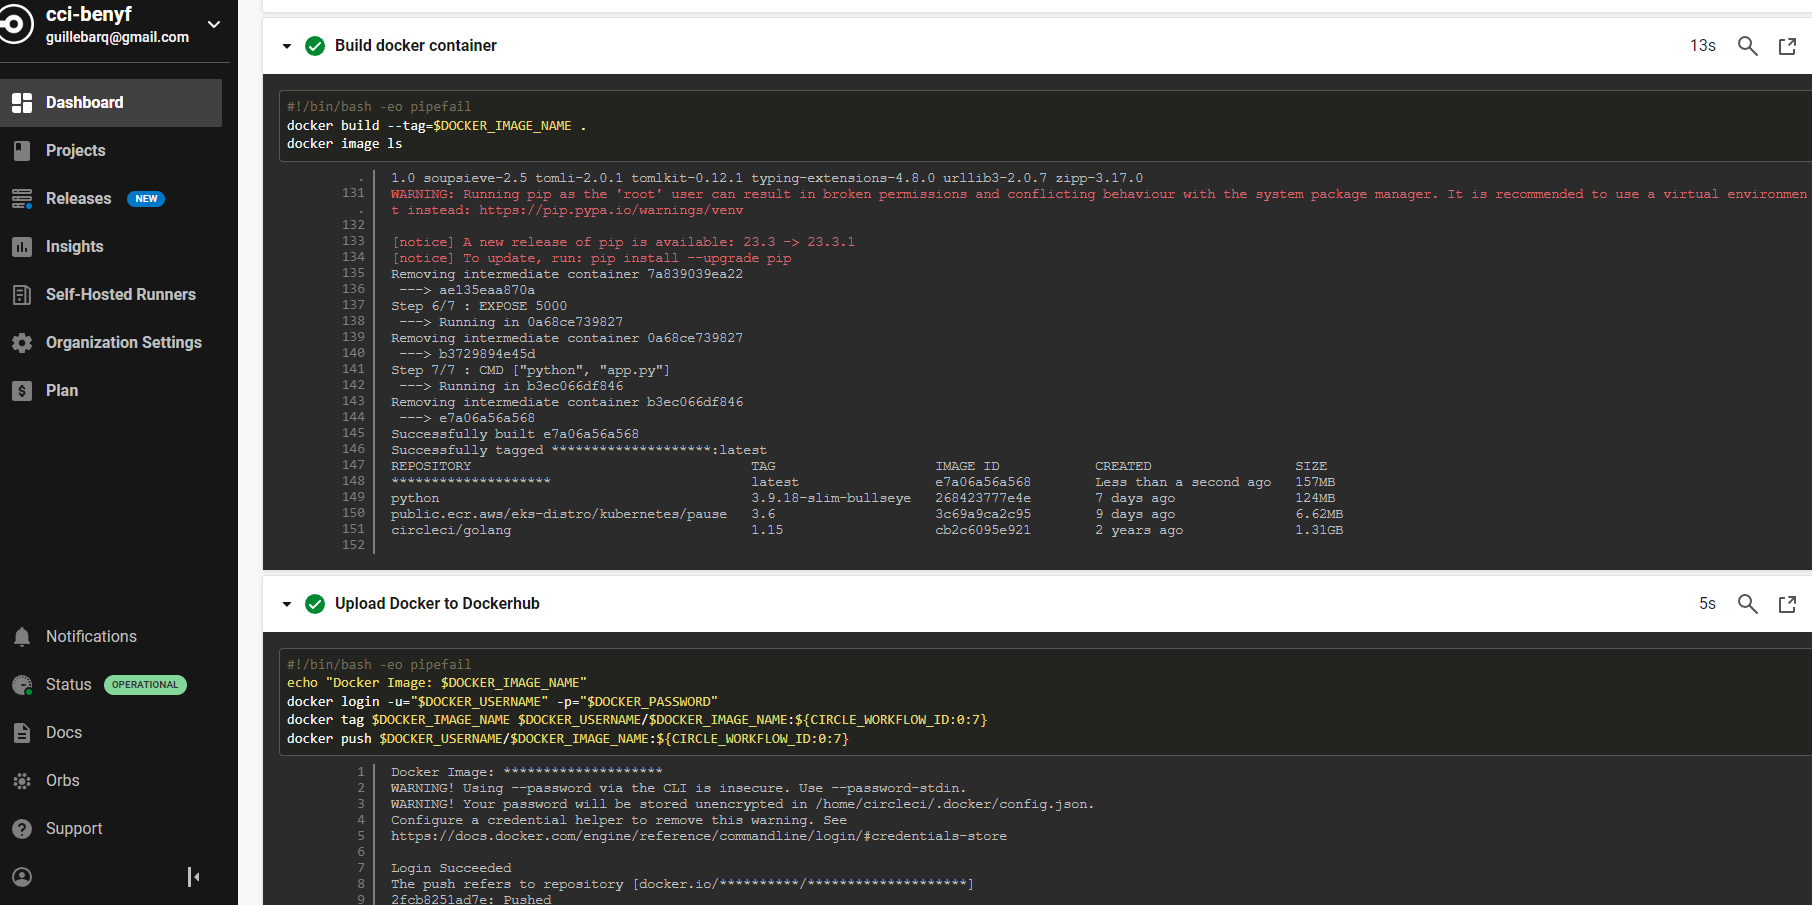 cci-benyf
guillebarq@gmail.com
Dashboard
Projects
Releases NEW
Insights
Self-Hosted Runners
Organization Settings
Plan
Notifications
Status OPERATIONAL
Docs
Orbs
Support
Build docker container 13s
#!/bin/bash -eo pipefail
docker build --tag=$DOCKER_IMAGE_NAME .
docker image ls
. 1.0 soupsieve-2.5 tomli-2.0.1 tomlkit-0.12.1 typing-extensions-4.8.0 urllib3-2.0.7 zipp-3.17.0
131 WARNING: Running pip as the 'root' user can result in broken permissions and conflicting behaviour with the system package manager. It is recommended to use a virtual environmen
. t instead: https://pip.pypa.io/warnings/venv
132
133 [notice] A new release of pip is available: 23.3 -> 23.3.1
134 [notice] To update, run: pip install --upgrade pip
135 Removing intermediate container 7a839039ea22
136 ---> ae135eaa870a
137 Step 6/7 : EXPOSE 5000
138 ---> Running in 0a68ce739827
139 Removing intermediate container 0a68ce739827
140 ---> b3729894e45d
141 Step 7/7 : CMD ["python", "app.py"]
142 ---> Running in b3ec066df846
143 Removing intermediate container b3ec066df846
144 ---> e7a06a56a568
145 Successfully built e7a06a56a568
146 Successfully tagged ********************:latest
147 REPOSITORY TAG IMAGE ID CREATED SIZE
148 ******************** latest e7a06a56a568 Less than a second ago 157MB
149 python 3.9.18-slim-bullseye 268423777e4e 7 days ago 124MB
150 public.ecr.aws/eks-distro/kubernetes/pause 3.6 3c69a9ca2c95 9 days ago 6.62MB
151 circleci/golang 1.15 cb2c6095e921 2 years ago 1.31GB
152
Upload Docker to Dockerhub 5s
#!/bin/bash -eo pipefail
echo "Docker Image: $DOCKER_IMAGE_NAME"
docker login -u="$DOCKER_USERNAME" -p="$DOCKER_PASSWORD"
docker tag $DOCKER_IMAGE_NAME $DOCKER_USERNAME/$DOCKER_IMAGE_NAME:${CIRCLE_WORKFLOW_ID:0:7}
docker push $DOCKER_USERNAME/$DOCKER_IMAGE_NAME:${CIRCLE_WORKFLOW_ID:0:7}
1 Docker Image: ********************
2 WARNING! Using --password via the CLI is insecure. Use --password-stdin.
3 WARNING! Your password will be stored unencrypted in /home/circleci/.docker/config.json.
4 Configure a credential helper to remove this warning. See
5 https://docs.docker.com/engine/reference/commandline/login/#credentials-store
6
7 Login Succeeded
8 The push refers to repository [docker.io/**********/********************]
9 2fcb8251ad7e: Pushed